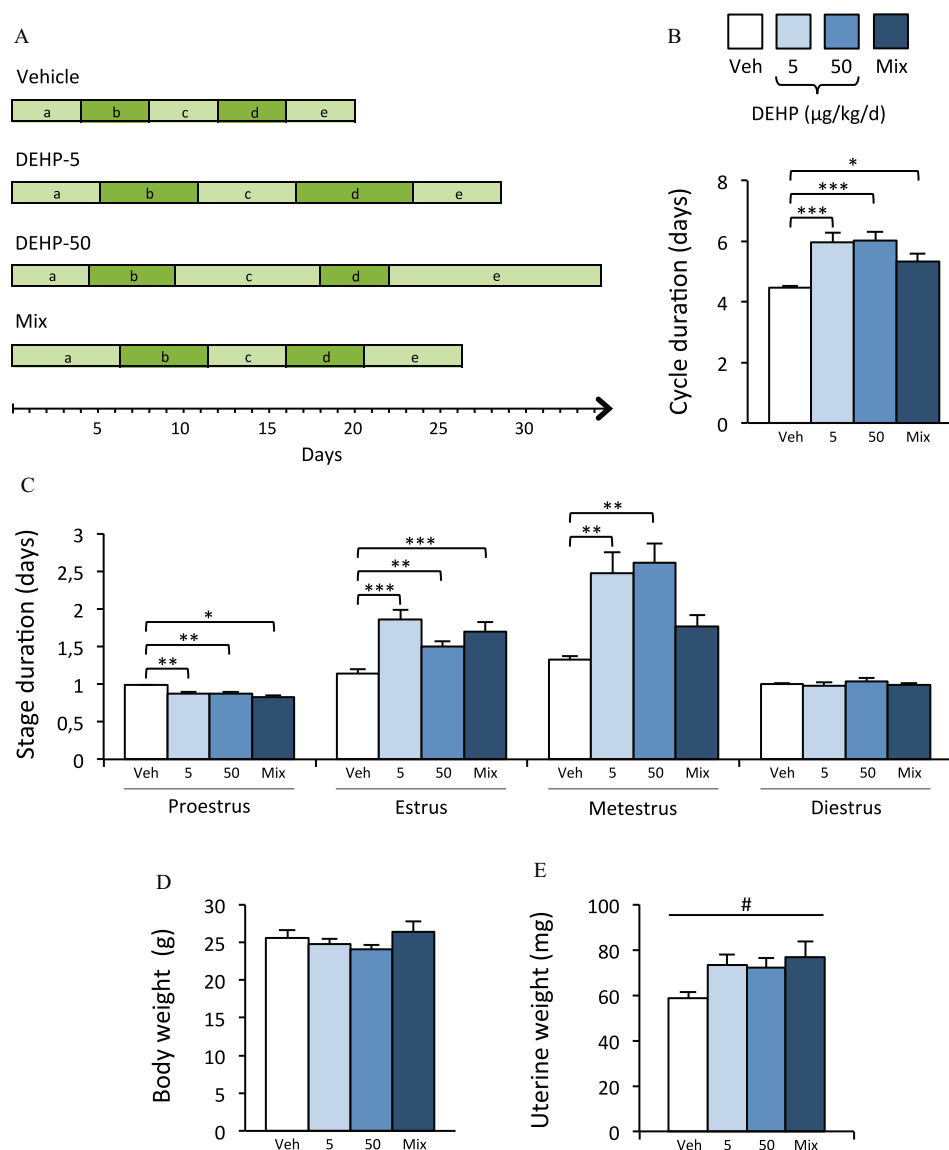 A
Vehicle
a b c d e
DEHP-5
a b c d e
DEHP-50
a b c d e
Mix
a b c d e
5 10 15 20 25 30
Days
B
Veh 5 50 Mix
DEHP (µg/kg/d)
Cycle duration (days)
8
6
4
2
0
*
***
***
Veh 5 50 Mix
C
Stage duration (days)
3
2,5
2
1,5
1
0,5
0
*
**
**
***
**
***
**
**
Veh 5 50 Mix Veh 5 50 Mix Veh 5 50 Mix Veh 5 50 Mix
Proestrus Estrus Metestrus Diestrus
D
Body weight (g)
30
25
20
15
10
5
0
Veh 5 50 Mix
E
Uterine weight (mg)
100
80
60
40
20
0
#
Veh 5 50 Mix